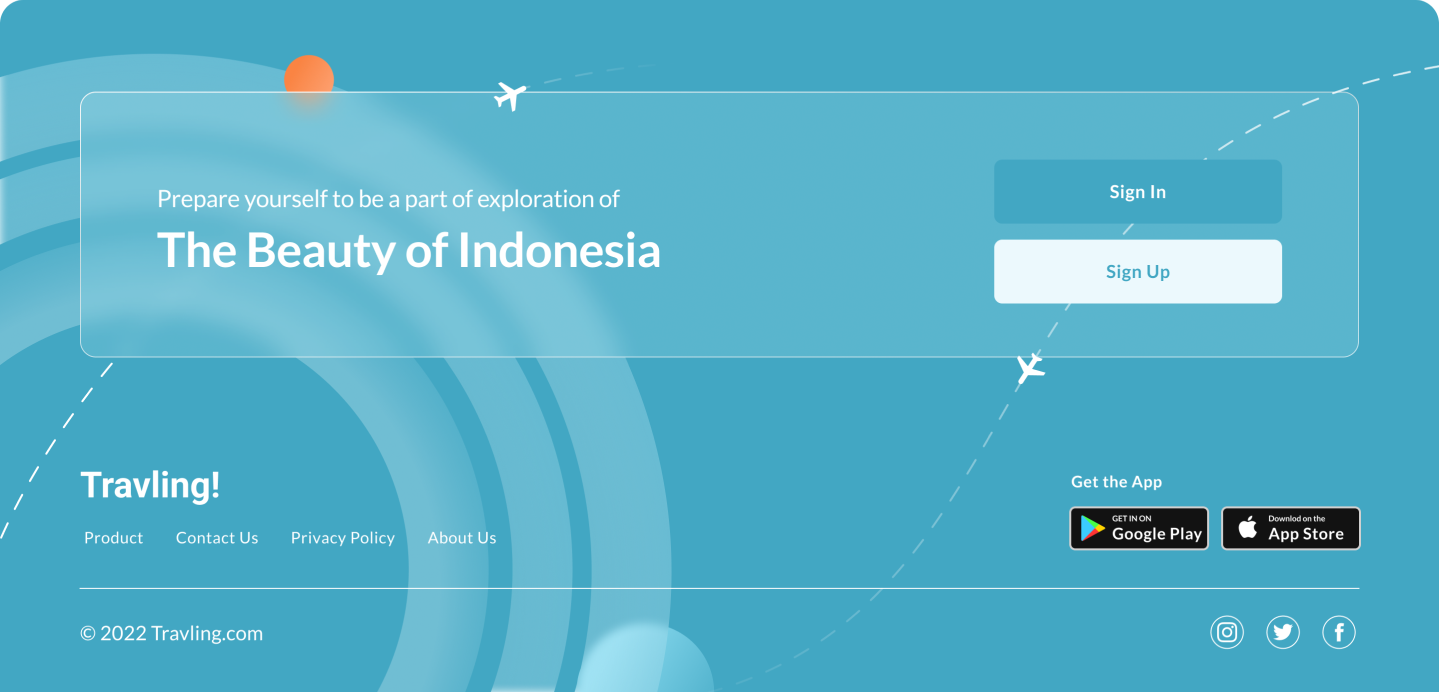 Prepare yourself to be a part of exploration of
The Beauty of Indonesia
Sign In
Sign Up
Travling!
Product Contact Us Privacy Policy About Us
Get the App
GET IN ON
Google Play
Downlod on the
App Store
© 2022 Travling.com